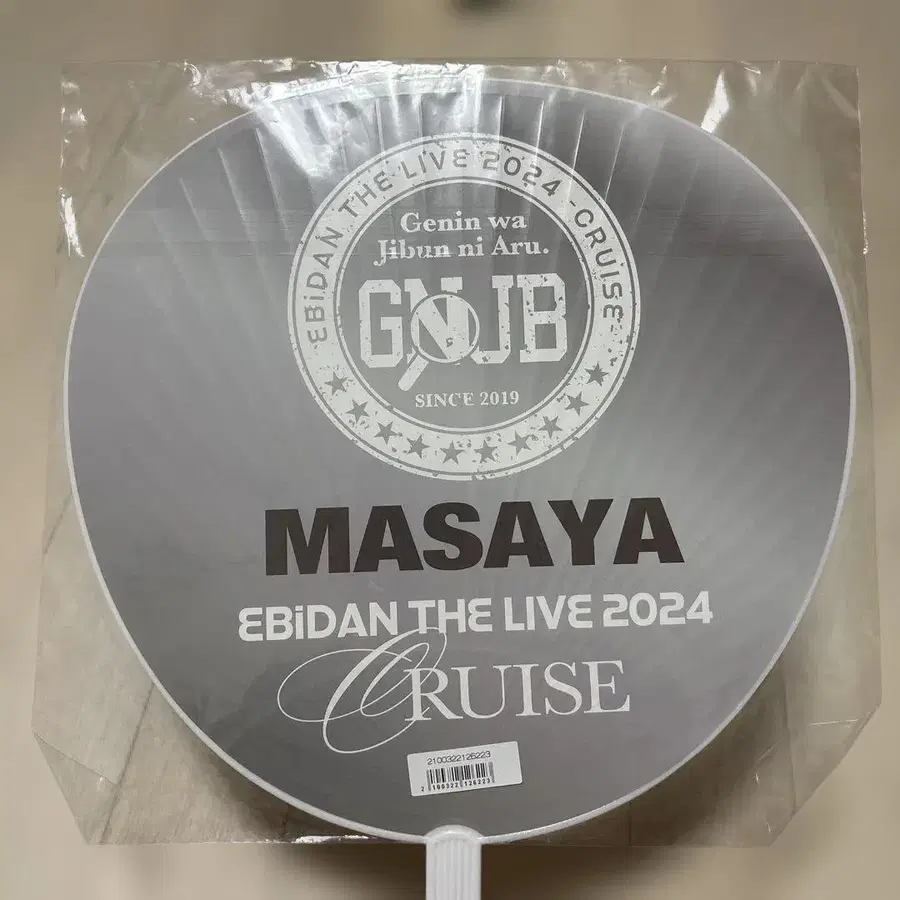 EBiDAN THE LIVE 2024 -CRUISE-
Genin wa
Jibun ni Aru.
GNJB
SINCE 2019
MASAYA
EBiDAN THE LIVE 2024
CRUISE
2100322126223
2 100322 126223